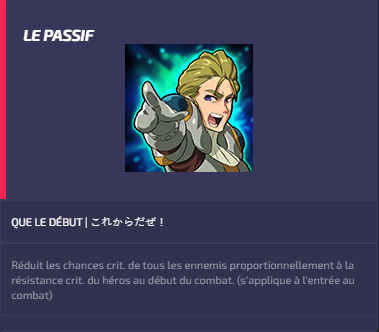 LE PASSIF
QUE LE DÉBUT | これからだぜ！
Réduit les chances crit. de tous les ennemis proportionnellement à la
résistance crit. du héros au début du combat. (s'applique à l'entrée au
combat)